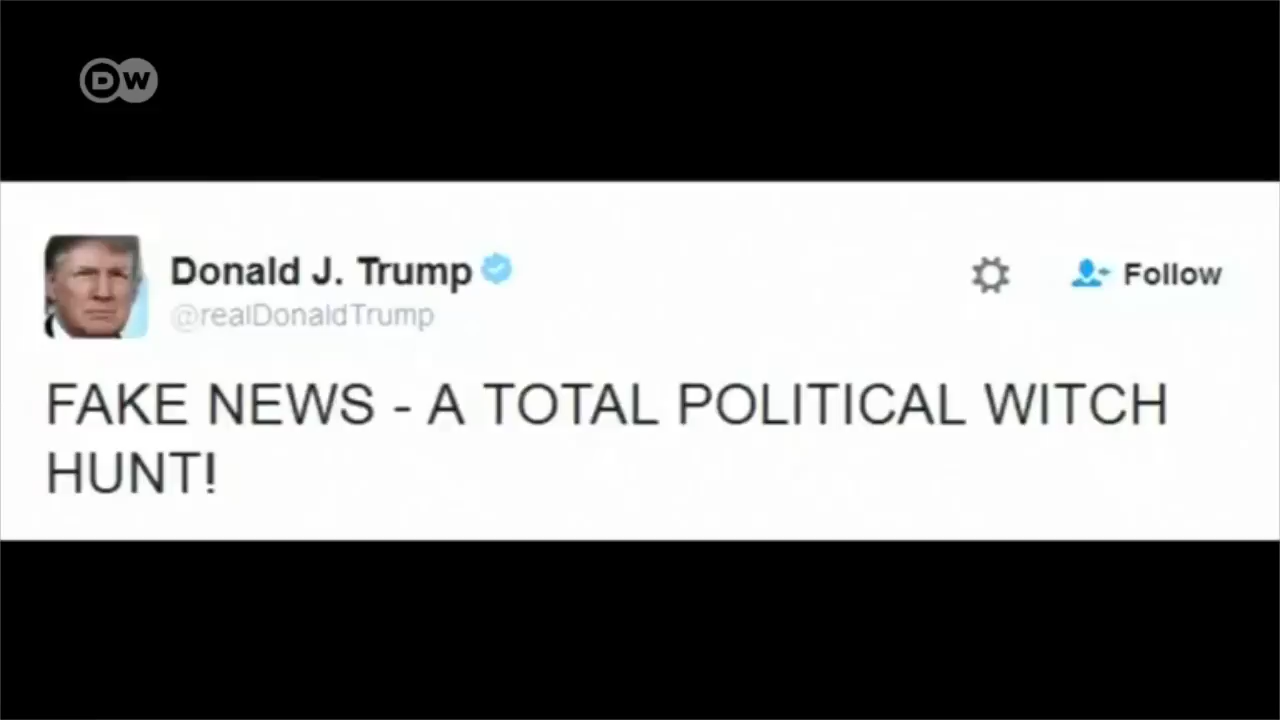 DW
Donald J. Trump
@realDonaldTrump
Follow
FAKE NEWS - A TOTAL POLITICAL WITCH
HUNT!